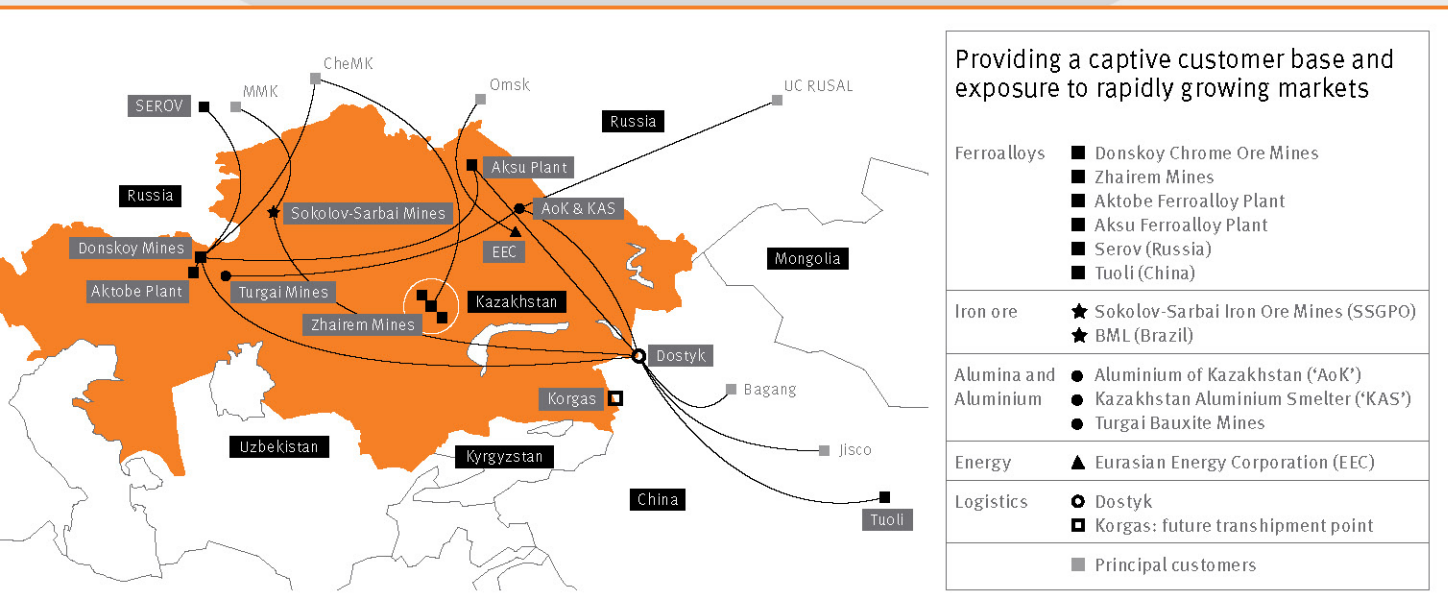 CheMK
MMK
Omsk
UC RUSAL
SEROV
Russia
Aksu Plant
Russia
Sokolov-Sarbai Mines
AoK & KAS
Donskoy Mines
EEC
Mongolia
Aktobe Plant
Turgai Mines
Kazakhstan
Zhairem Mines
Dostyk
Bagang
Korgas
Uzbekistan
Kyrgyzstan
Jisco
China
Tuoli
Providing a captive customer base and
exposure to rapidly growing markets
Ferroalloys Donskoy Chrome Ore Mines
Zhairem Mines
Aktobe Ferroalloy Plant
Aksu Ferroalloy Plant
Serov (Russia)
Tuoli (China)
Iron ore Sokolov-Sarbai Iron Ore Mines (SSGPO)
BML (Brazil)
Alumina and Aluminium of Kazakhstan (‘AoK’)
Aluminium Kazakhstan Aluminium Smelter (‘KAS’)
Turgai Bauxite Mines
Energy Eurasian Energy Corporation (EEC)
Logistics Dostyk
Korgas: future transhipment point
Principal customers